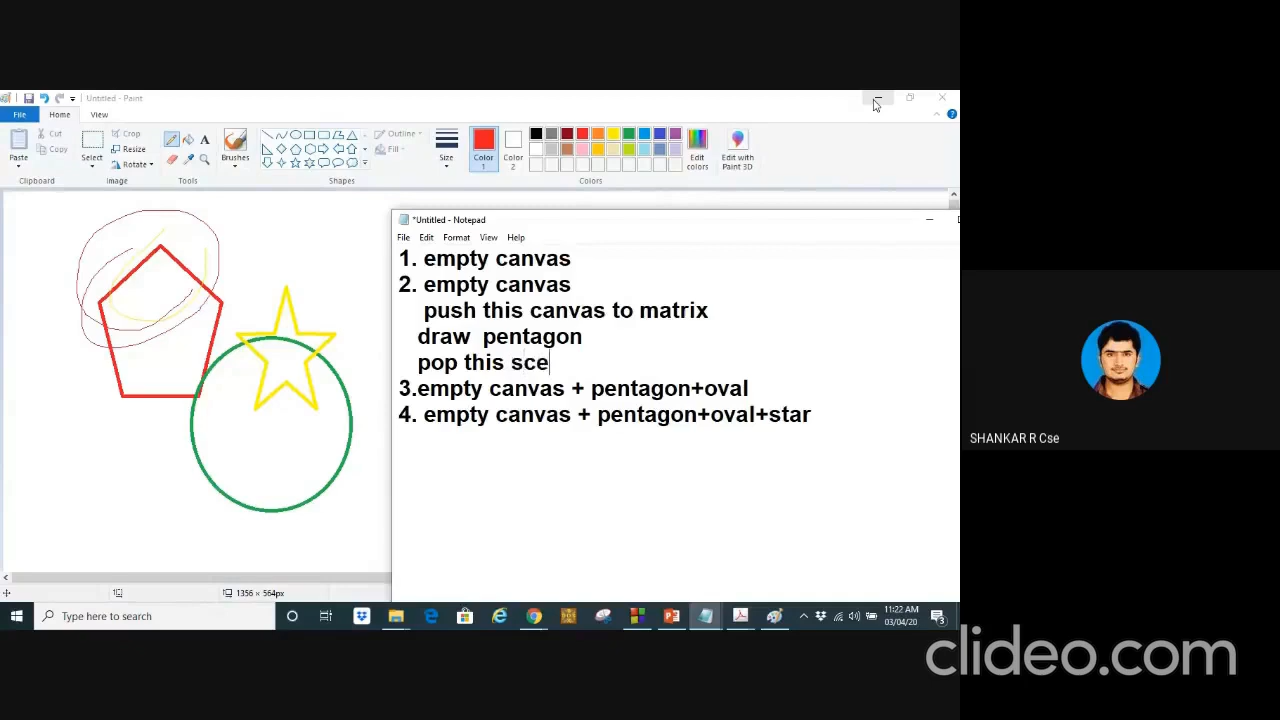 Untitled - Paint
File Home View
Cut
Copy
Paste
Clipboard
Crop
Resize
Rotate
Select
Image
A
Tools
Brushes
Outline
Fill
Shapes
Size
Color 1
Color 2
Edit colors
Colors
Edit with Paint 3D
*Untitled - Notepad
File Edit Format View Help
1. empty canvas
2. empty canvas
push this canvas to matrix
draw pentagon
pop this sce
3.empty canvas + pentagon+oval
4. empty canvas + pentagon+oval+star
1356 × 564px
Type here to search
11:22 AM
03/04/20
3
SHANKAR R Cse
clideo.com